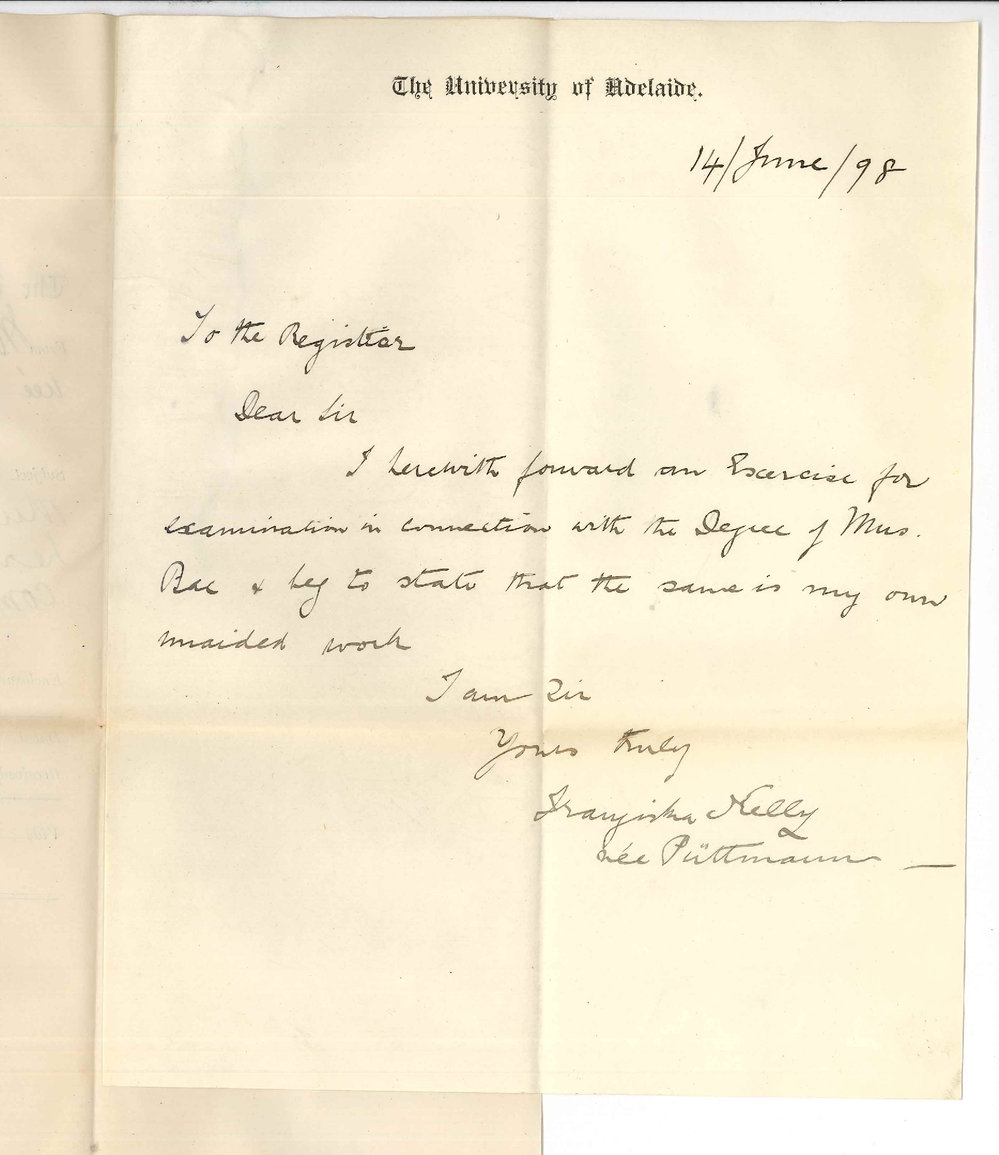 The University of Adelaide.
14/June/98
To the Registrar
Dear Sir
I herewith forward an Exercise for
examination in connection with the Degree of Mus.
Bac & beg to state that the same is my own
unaided work
I am Sir
Yours truly
Franziska Kelly
née Püttmann